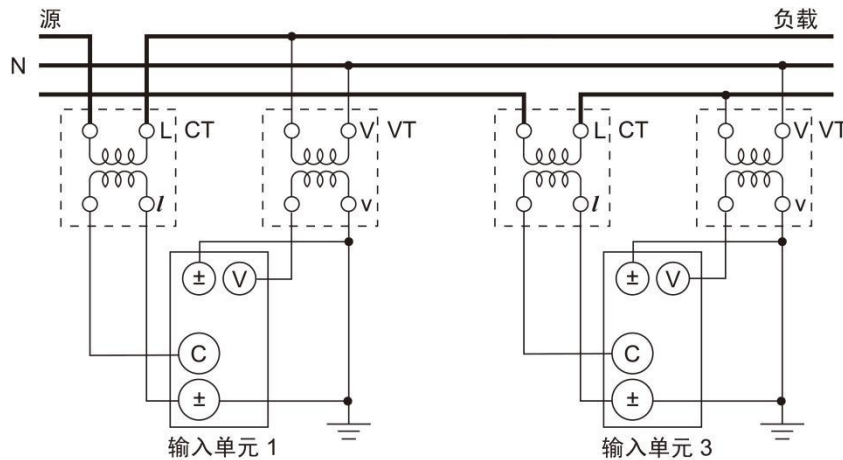 源 负载
N
L CT V VT L CT V VT
l v l v
± V ± V
C C
± ±
输入单元 1 输入单元 3